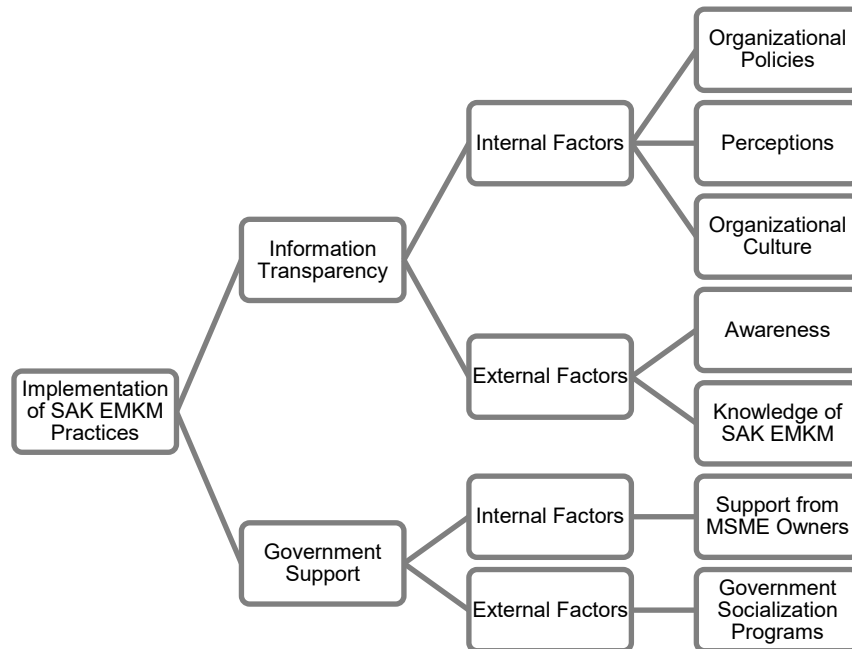 Implementation
of SAK EMKM
Practices
Information
Transparency
Internal Factors
Organizational
Policies
Perceptions
Organizational
Culture
External Factors
Awareness
Knowledge of
SAK EMKM
Government
Support
Internal Factors
Support from
MSME Owners
External Factors
Government
Socialization
Programs